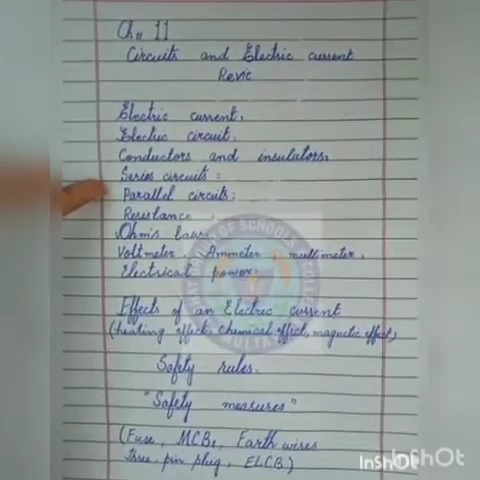 Ch# 11
Circuits and Electric current
Revic
Electric current.
Electric circuit.
Conductors and insulators.
Series circuits:
Parallel circuits:
Resistance.
Ohm's law.
Voltmeter, Ammeter, multimeter.
Electrical power.
Effects of an Electric current
(heating effect, chemical effect, magnetic effect)
Safety rules.
"Safety measures"
(Fuse, MCBs, Earth wires
three pin plug, ELCB)
InShOt